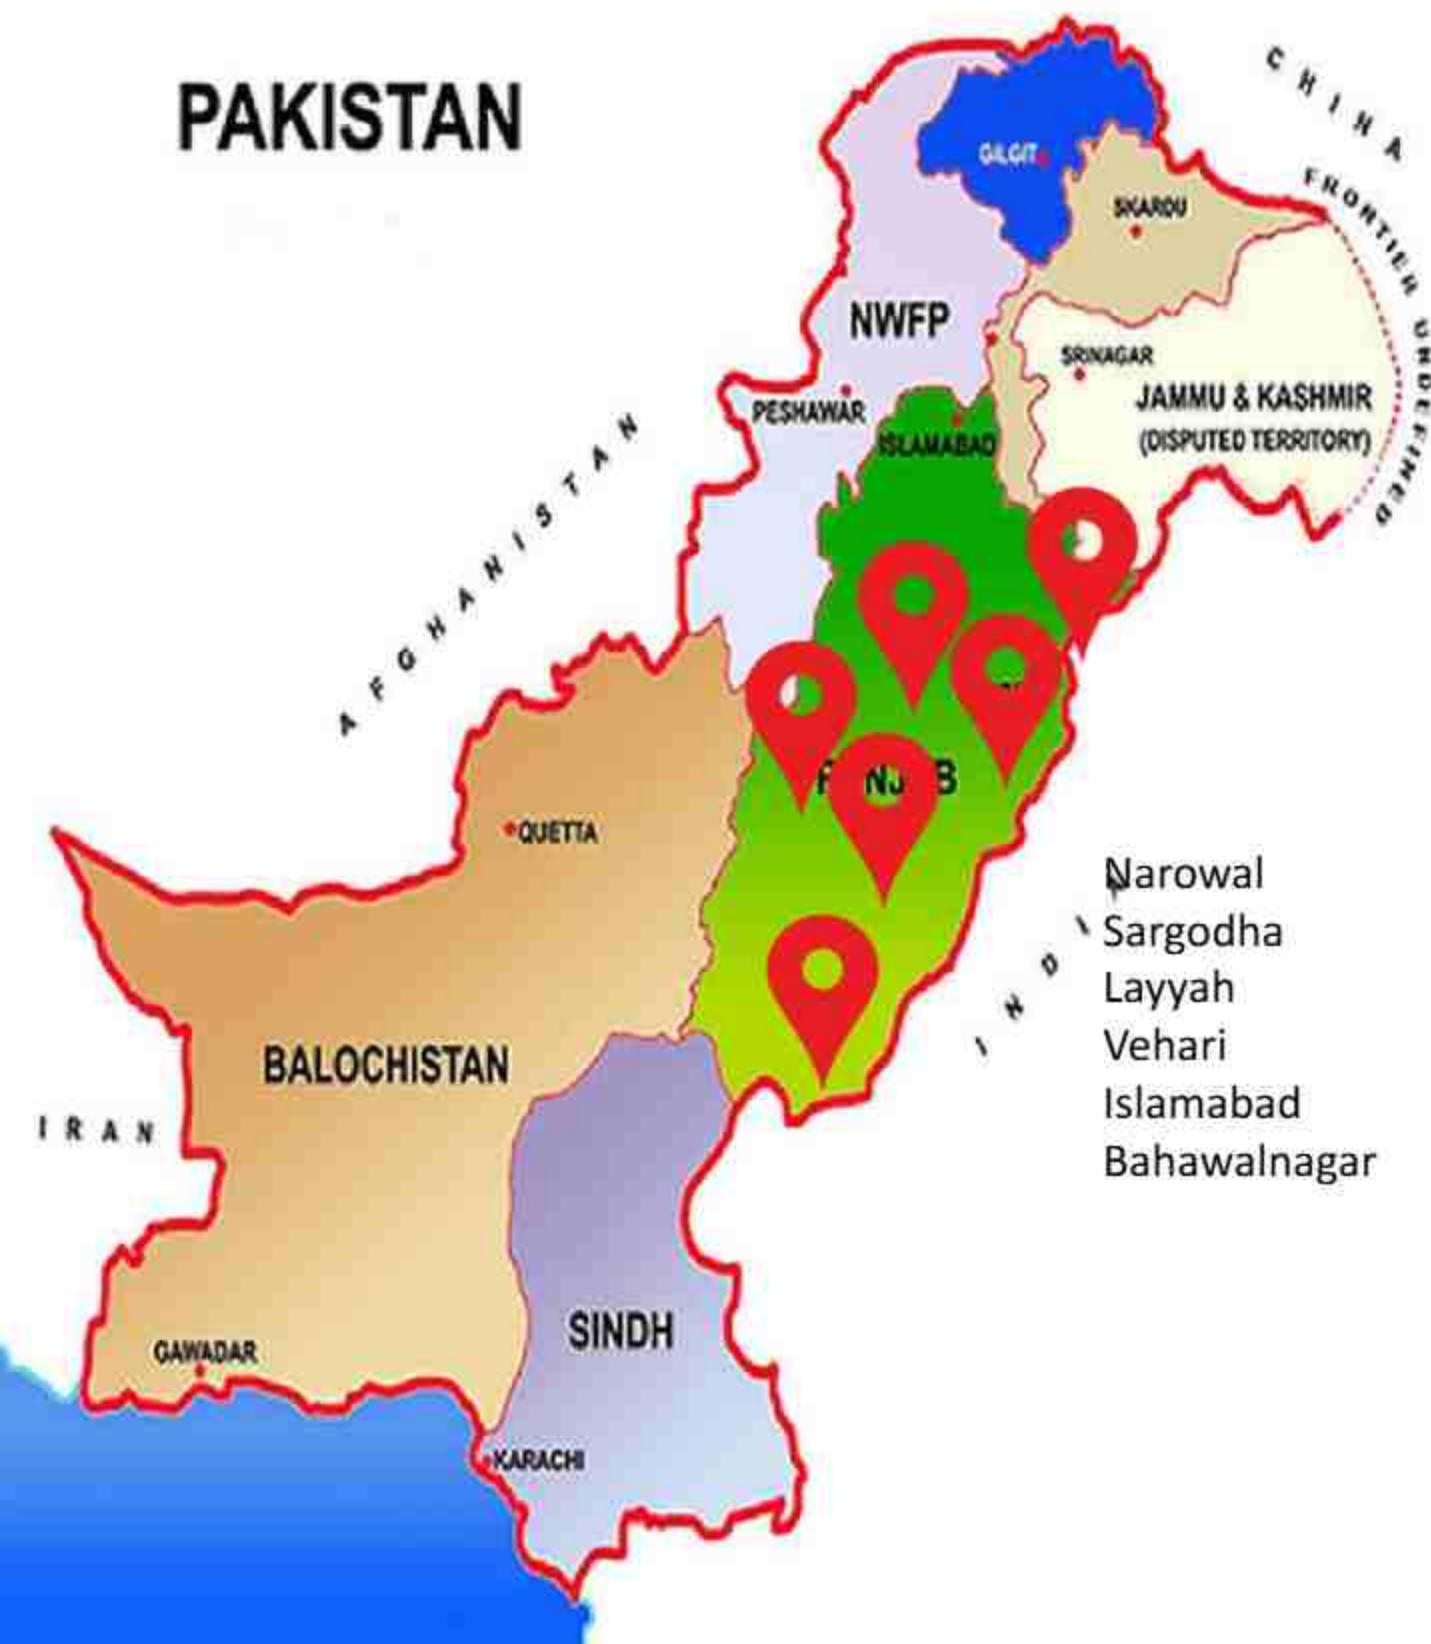 PAKISTAN
CHINA
FRONTIER UNDEFINED
GILGIT
SKARDU
NWFP
SRINAGAR
JAMMU & KASHMIR
(DISPUTED TERRITORY)
PESHAWAR
ISLAMABAD
AFGHANISTAN
QUETTA
Narowal
Sargodha
Layyah
Vehari
Islamabad
Bahawalnagar
INDIA
BALOCHISTAN
IRAN
SINDH
GAWADAR
KARACHI